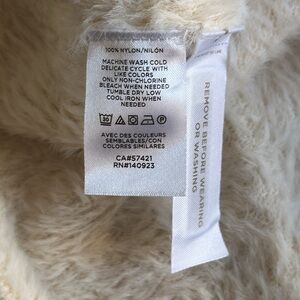 100% NYLON/NILÓN
MACHINE WASH COLD
DELICATE CYCLE WITH
LIKE COLORS
ONLY NON-CHLORINE
BLEACH WHEN NEEDED
TUMBLE DRY LOW
COOL IRON WHEN
NEEDED
30
P
AVEC DES COULEURS
SEMBLABLES/CON
COLORES SIMILARES
CA#57421
RN#140923
REMOVE BEFORE WEARING
OR WASHING